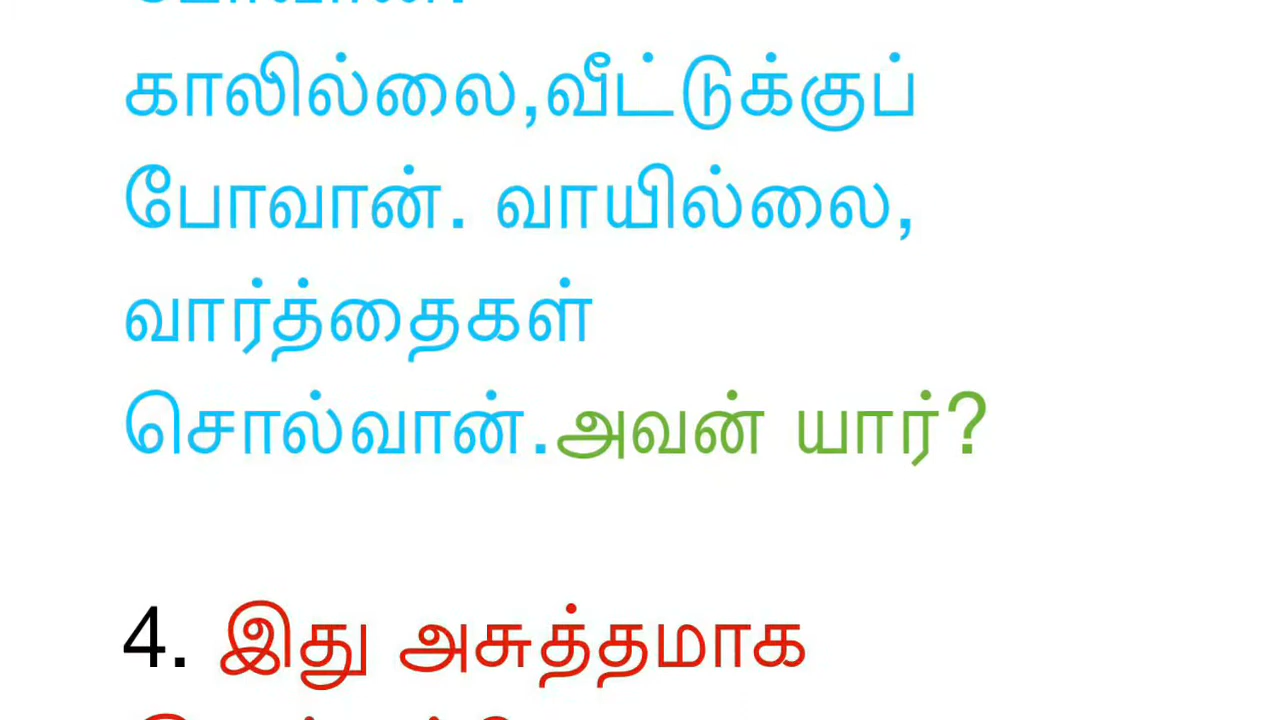 காலில்லை,வீட்டுக்குப்
போவான். வாயில்லை,
வார்த்தைகள்
சொல்வான்.அவன் யார்?
4. இது அசுத்தமாக